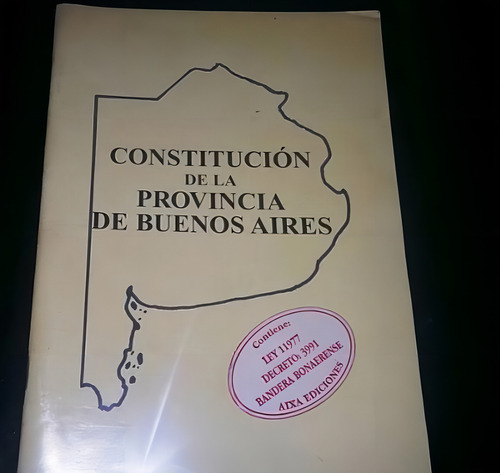 CONSTITUCIÓN
DE LA
PROVINCIA
DE BUENOS AIRES
Contiene:
LEY 11977
DECRETO: 3991
BANDERA BONAERENSE
AIXA EDICIONES